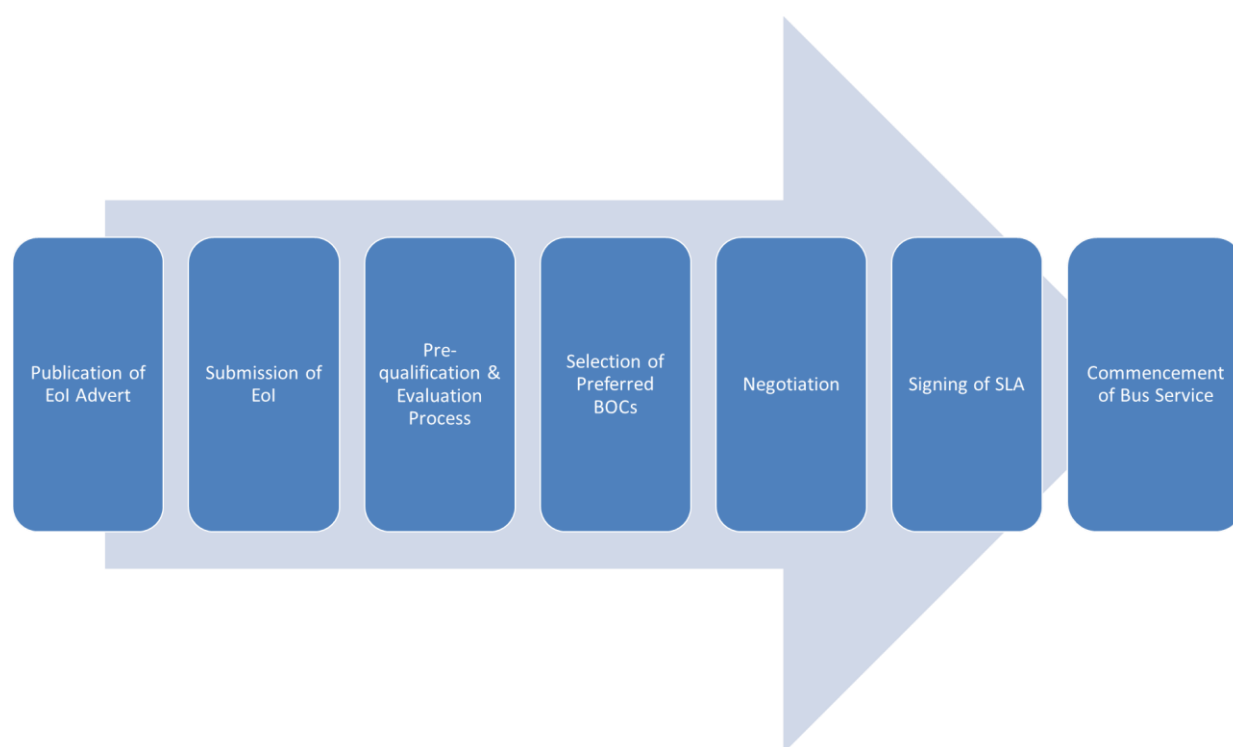 Publication of
EoI Advert
Submission of
EoI
Pre-
qualification &
Evaluation
Process
Selection of
Preferred
BOCs
Negotiation
Signing of SLA
Commencement
of Bus Service